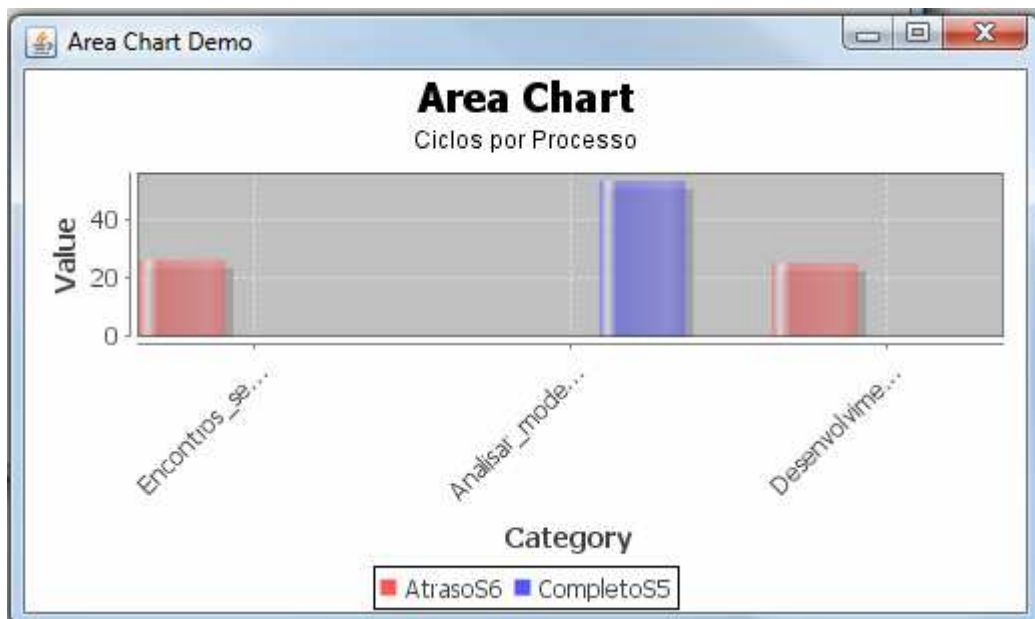 Area Chart Demo
Area Chart
Ciclos por Processo
Value
40
20
0
Encontros_se...
Analisar_mode...
Desenvolvime...
Category
AtrasoS6 CompletoS5